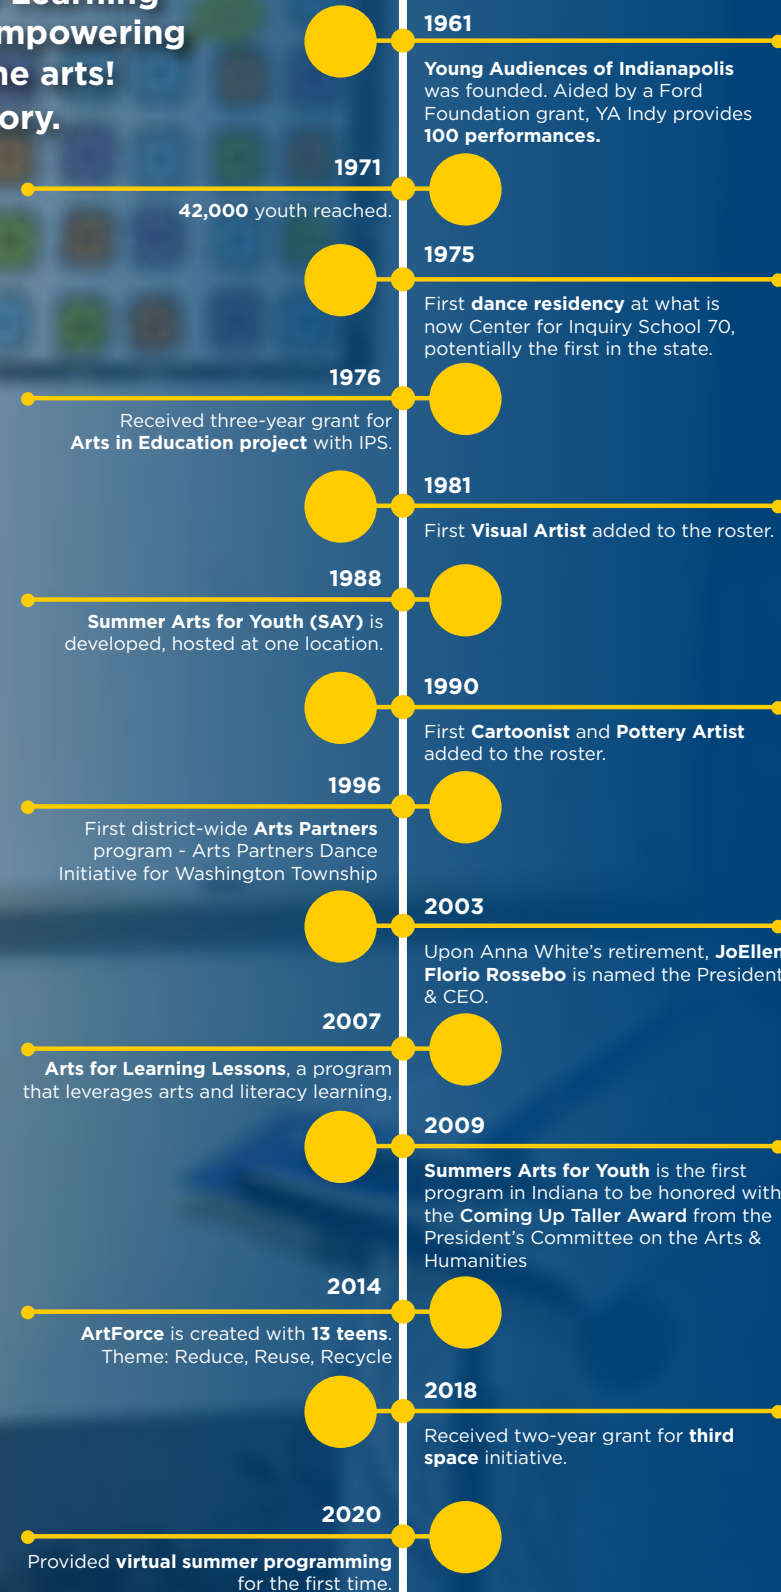 Learning
mpowering
he arts!
ory.
1961
Young Audiences of Indianapolis
was founded. Aided by a Ford
Foundation grant, YA Indy provides
100 performances.
1971
42,000 youth reached.
1975
First dance residency at what is
now Center for Inquiry School 70,
potentially the first in the state.
1976
Received three-year grant for
Arts in Education project with IPS.
1981
First Visual Artist added to the roster.
1988
Summer Arts for Youth (SAY) is
developed, hosted at one location.
1990
First Cartoonist and Pottery Artist
added to the roster.
1996
First district-wide Arts Partners
program - Arts Partners Dance
Initiative for Washington Township
2003
Upon Anna White’s retirement, JoEllen
Florio Rossebo is named the President
& CEO.
2007
Arts for Learning Lessons, a program
that leverages arts and literacy learning,
2009
Summers Arts for Youth is the first
program in Indiana to be honored with
the Coming Up Taller Award from the
President’s Committee on the Arts &
Humanities
2014
ArtForce is created with 13 teens.
Theme: Reduce, Reuse, Recycle
2018
Received two-year grant for third
space initiative.
2020
Provided virtual summer programming
for the first time.